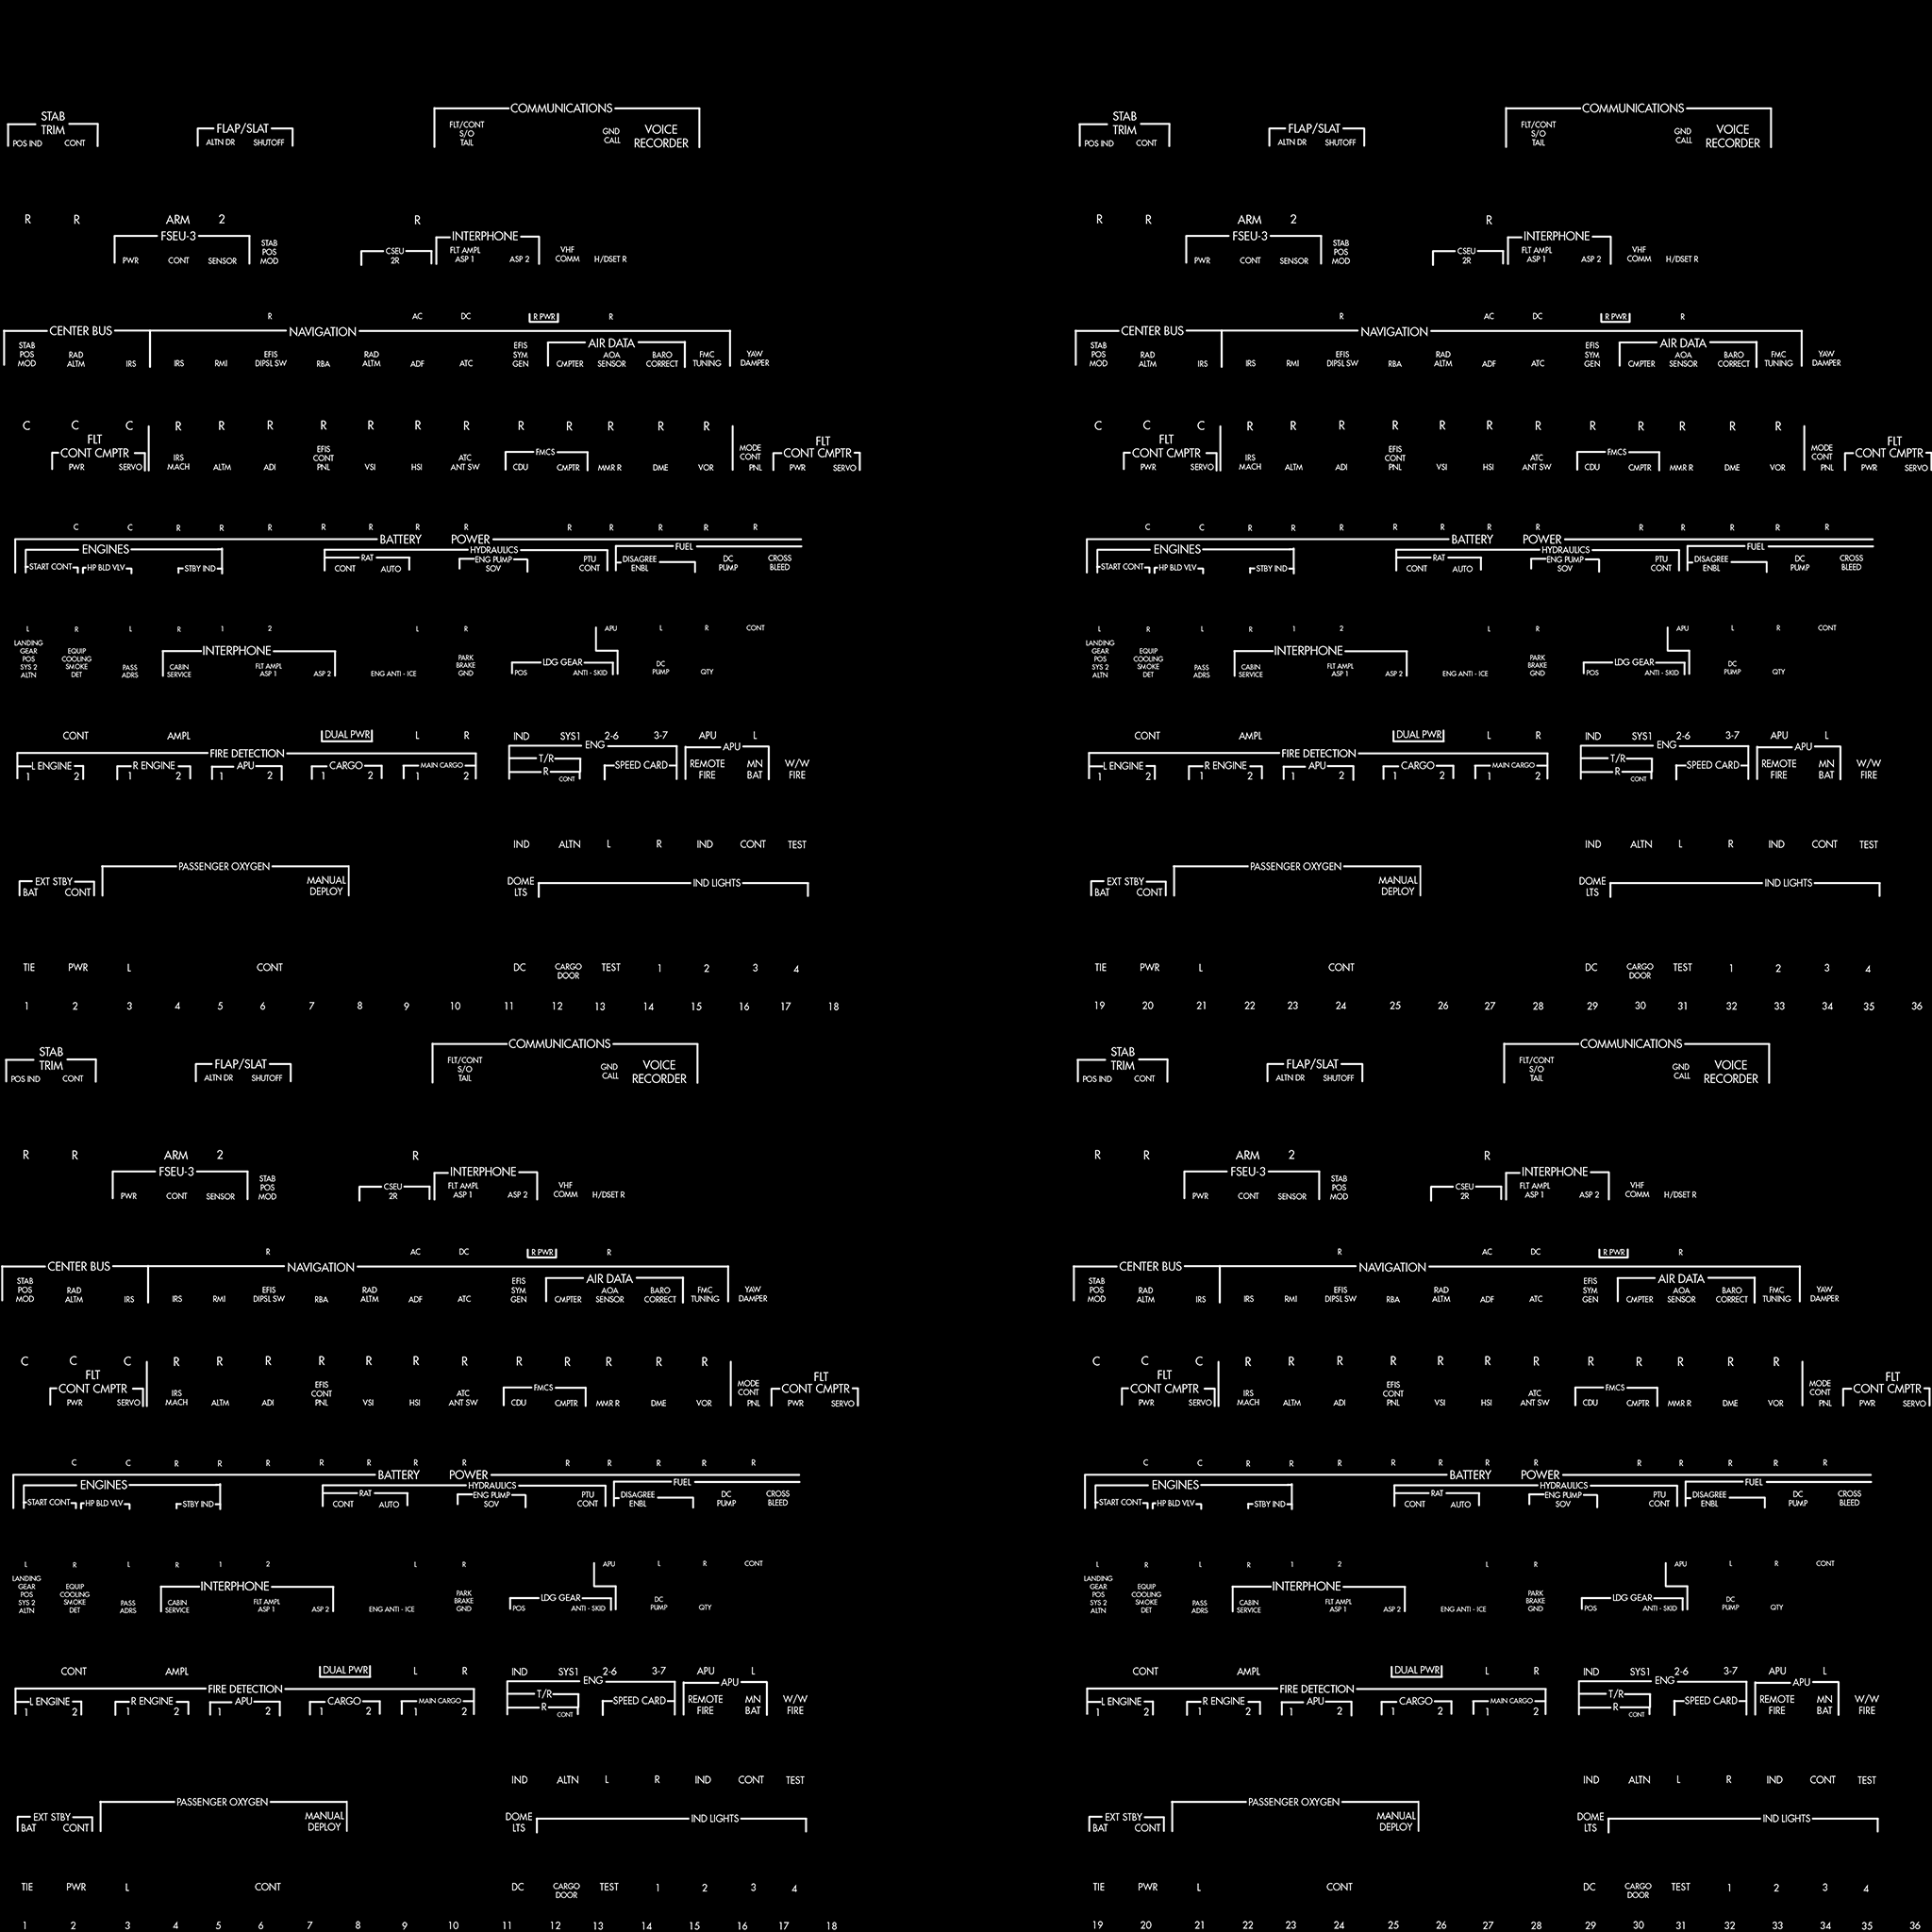 COMMUNICATIONS
STAB
TRIM
FLAP/SLAT
FLT/CONT
S/O
TAIL
GND
CALL
VOICE
RECORDER
POS IND CONT ALTN DR SHUTOFF
R R ARM 2 R
FSEU-3 INTERPHONE
STAB
POS
MOD
CSEU
2R
FLT AMPL
ASP 1
ASP 2
VHF
COMM
H/DSET R
PWR CONT SENSOR
R AC DC R PWR R
CENTER BUS NAVIGATION
AIR DATA
STAB
POS
MOD
RAD
ALTM
IRS
IRS
RMI
EFIS
DIPSL SW
RBA
RAD
ALTM
ADF
ATC
EFIS
SYM
GEN
CMPTER
AOA
SENSOR
BARO
CORRECT
FMC
TUNING
YAW
DAMPER
C C C R R R R R R R R R R R R
FLT
CONT CMPTR
PWR SERVO
IRS
MACH
ALTM
ADI
EFIS
CONT
PNL
VSI
HSI
ATC
ANT SW
FMCS
CDU CMPTR
MMR R
DME
VOR
MODE
CONT
PNL
FLT
CONT CMPTR
PWR SERVO
C C R R R R R R R R R R R R
BATTERY POWER
ENGINES HYDRAULICS FUEL
START CONT HP BLD VLV STBY IND
RAT
CONT AUTO
ENG PUMP
SOV
PTU
CONT
DISAGREE
ENBL
DC
PUMP
CROSS
BLEED
L R L R 1 2 L R APU L R CONT
LANDING
GEAR
POS
SYS 2
ALTN
EQUIP
COOLING
SMOKE
DET
PASS
ADRS
INTERPHONE
CABIN
SERVICE
FLT AMPL
ASP 1
ASP 2
ENG ANTI - ICE
PARK
BRAKE
GND
LDG GEAR
POS ANTI - SKID
DC
PUMP
QTY
CONT AMPL DUAL PWR L R IND SYS1 2-6 3-7 APU L
FIRE DETECTION ENG APU
L ENGINE R ENGINE APU CARGO MAIN CARGO
1 2 1 2 1 2 1 2 1 2
T/R
R
CONT
SPEED CARD
REMOTE
FIRE
MN
BAT
W/W
FIRE
IND ALTN L R IND CONT TEST
PASSENGER OXYGEN
EXT STBY
BAT CONT
MANUAL
DEPLOY
DOME
LTS
IND LIGHTS
TIE PWR L CONT DC CARGO
DOOR
TEST 1 2 3 4
1 2 3 4 5 6 7 8 9 10 11 12 13 14 15 16 17 18
COMMUNICATIONS
STAB
TRIM
FLAP/SLAT
FLT/CONT
S/O
TAIL
GND
CALL
VOICE
RECORDER
POS IND CONT ALTN DR SHUTOFF
R R ARM 2 R
FSEU-3 INTERPHONE
STAB
POS
MOD
CSEU
2R
FLT AMPL
ASP 1
ASP 2
VHF
COMM
H/DSET R
PWR CONT SENSOR
R AC DC R PWR R
CENTER BUS NAVIGATION
AIR DATA
STAB
POS
MOD
RAD
ALTM
IRS
IRS
RMI
EFIS
DIPSL SW
RBA
RAD
ALTM
ADF
ATC
EFIS
SYM
GEN
CMPTER
AOA
SENSOR
BARO
CORRECT
FMC
TUNING
YAW
DAMPER
C C C R R R R R R R R R R R R
FLT
CONT CMPTR
PWR SERVO
IRS
MACH
ALTM
ADI
EFIS
CONT
PNL
VSI
HSI
ATC
ANT SW
FMCS
CDU CMPTR
MMR R
DME
VOR
MODE
CONT
PNL
FLT
CONT CMPTR
PWR SERVO
C C R R R R R R R R R R R R
BATTERY POWER
ENGINES HYDRAULICS FUEL
START CONT HP BLD VLV STBY IND
RAT
CONT AUTO
ENG PUMP
SOV
PTU
CONT
DISAGREE
ENBL
DC
PUMP
CROSS
BLEED
L R L R 1 2 L R APU L R CONT
LANDING
GEAR
POS
SYS 2
ALTN
EQUIP
COOLING
SMOKE
DET
PASS
ADRS
INTERPHONE
CABIN
SERVICE
FLT AMPL
ASP 1
ASP 2
ENG ANTI - ICE
PARK
BRAKE
GND
LDG GEAR
POS ANTI - SKID
DC
PUMP
QTY
CONT AMPL DUAL PWR L R IND SYS1 2-6 3-7 APU L
FIRE DETECTION ENG APU
L ENGINE R ENGINE APU CARGO MAIN CARGO
1 2 1 2 1 2 1 2 1 2
T/R
R
CONT
SPEED CARD
REMOTE
FIRE
MN
BAT
W/W
FIRE
IND ALTN L R IND CONT TEST
PASSENGER OXYGEN
EXT STBY
BAT CONT
MANUAL
DEPLOY
DOME
LTS
IND LIGHTS
TIE PWR L CONT DC CARGO
DOOR
TEST 1 2 3 4
19 20 21 22 23 24 25 26 27 28 29 30 31 32 33 34 35 36
COMMUNICATIONS
STAB
TRIM
FLAP/SLAT
FLT/CONT
S/O
TAIL
GND
CALL
VOICE
RECORDER
POS IND CONT ALTN DR SHUTOFF
R R ARM 2 R
FSEU-3 INTERPHONE
STAB
POS
MOD
CSEU
2R
FLT AMPL
ASP 1
ASP 2
VHF
COMM
H/DSET R
PWR CONT SENSOR
R AC DC R PWR R
CENTER BUS NAVIGATION
AIR DATA
STAB
POS
MOD
RAD
ALTM
IRS
IRS
RMI
EFIS
DIPSL SW
RBA
RAD
ALTM
ADF
ATC
EFIS
SYM
GEN
CMPTER
AOA
SENSOR
BARO
CORRECT
FMC
TUNING
YAW
DAMPER
C C C R R R R R R R R R R R R
FLT
CONT CMPTR
PWR SERVO
IRS
MACH
ALTM
ADI
EFIS
CONT
PNL
VSI
HSI
ATC
ANT SW
FMCS
CDU CMPTR
MMR R
DME
VOR
MODE
CONT
PNL
FLT
CONT CMPTR
PWR SERVO
C C R R R R R R R R R R R R
BATTERY POWER
ENGINES HYDRAULICS FUEL
START CONT HP BLD VLV STBY IND
RAT
CONT AUTO
ENG PUMP
SOV
PTU
CONT
DISAGREE
ENBL
DC
PUMP
CROSS
BLEED
L R L R 1 2 L R APU L R CONT
LANDING
GEAR
POS
SYS 2
ALTN
EQUIP
COOLING
SMOKE
DET
PASS
ADRS
INTERPHONE
CABIN
SERVICE
FLT AMPL
ASP 1
ASP 2
ENG ANTI - ICE
PARK
BRAKE
GND
LDG GEAR
POS ANTI - SKID
DC
PUMP
QTY
CONT AMPL DUAL PWR L R IND SYS1 2-6 3-7 APU L
FIRE DETECTION ENG APU
L ENGINE R ENGINE APU CARGO MAIN CARGO
1 2 1 2 1 2 1 2 1 2
T/R
R
CONT
SPEED CARD
REMOTE
FIRE
MN
BAT
W/W
FIRE
IND ALTN L R IND CONT TEST
PASSENGER OXYGEN
EXT STBY
BAT CONT
MANUAL
DEPLOY
DOME
LTS
IND LIGHTS
TIE PWR L CONT DC CARGO
DOOR
TEST 1 2 3 4
1 2 3 4 5 6 7 8 9 10 11 12 13 14 15 16 17 18
COMMUNICATIONS
STAB
TRIM
FLAP/SLAT
FLT/CONT
S/O
TAIL
GND
CALL
VOICE
RECORDER
POS IND CONT ALTN DR SHUTOFF
R R ARM 2 R
FSEU-3 INTERPHONE
STAB
POS
MOD
CSEU
2R
FLT AMPL
ASP 1
ASP 2
VHF
COMM
H/DSET R
PWR CONT SENSOR
R AC DC R PWR R
CENTER BUS NAVIGATION
AIR DATA
STAB
POS
MOD
RAD
ALTM
IRS
IRS
RMI
EFIS
DIPSL SW
RBA
RAD
ALTM
ADF
ATC
EFIS
SYM
GEN
CMPTER
AOA
SENSOR
BARO
CORRECT
FMC
TUNING
YAW
DAMPER
C C C R R R R R R R R R R R R
FLT
CONT CMPTR
PWR SERVO
IRS
MACH
ALTM
ADI
EFIS
CONT
PNL
VSI
HSI
ATC
ANT SW
FMCS
CDU CMPTR
MMR R
DME
VOR
MODE
CONT
PNL
FLT
CONT CMPTR
PWR SERVO
C C R R R R R R R R R R R R
BATTERY POWER
ENGINES HYDRAULICS FUEL
START CONT HP BLD VLV STBY IND
RAT
CONT AUTO
ENG PUMP
SOV
PTU
CONT
DISAGREE
ENBL
DC
PUMP
CROSS
BLEED
L R L R 1 2 L R APU L R CONT
LANDING
GEAR
POS
SYS 2
ALTN
EQUIP
COOLING
SMOKE
DET
PASS
ADRS
INTERPHONE
CABIN
SERVICE
FLT AMPL
ASP 1
ASP 2
ENG ANTI - ICE
PARK
BRAKE
GND
LDG GEAR
POS ANTI - SKID
DC
PUMP
QTY
CONT AMPL DUAL PWR L R IND SYS1 2-6 3-7 APU L
FIRE DETECTION ENG APU
L ENGINE R ENGINE APU CARGO MAIN CARGO
1 2 1 2 1 2 1 2 1 2
T/R
R
CONT
SPEED CARD
REMOTE
FIRE
MN
BAT
W/W
FIRE
IND ALTN L R IND CONT TEST
PASSENGER OXYGEN
EXT STBY
BAT CONT
MANUAL
DEPLOY
DOME
LTS
IND LIGHTS
TIE PWR L CONT DC CARGO
DOOR
TEST 1 2 3 4
19 20 21 22 23 24 25 26 27 28 29 30 31 32 33 34 35 36